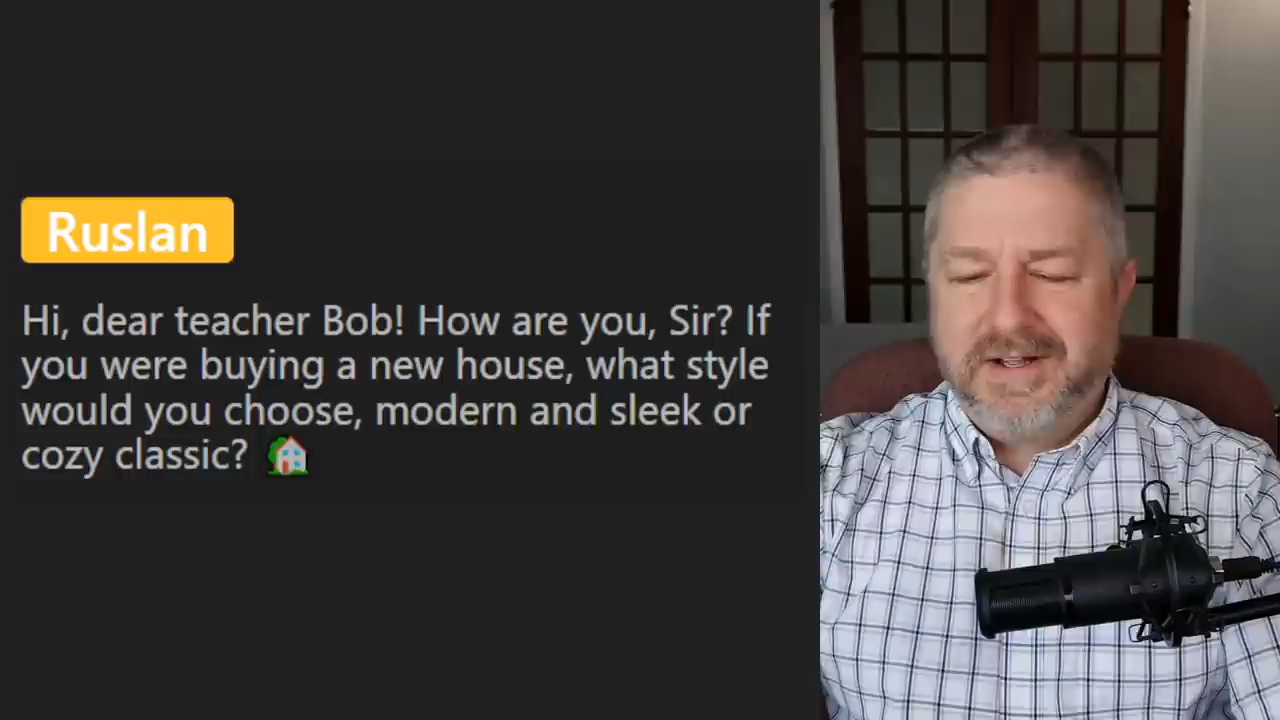 Ruslan
Hi, dear teacher Bob! How are you, Sir? If
you were buying a new house, what style
would you choose, modern and sleek or
cozy classic? 🏡